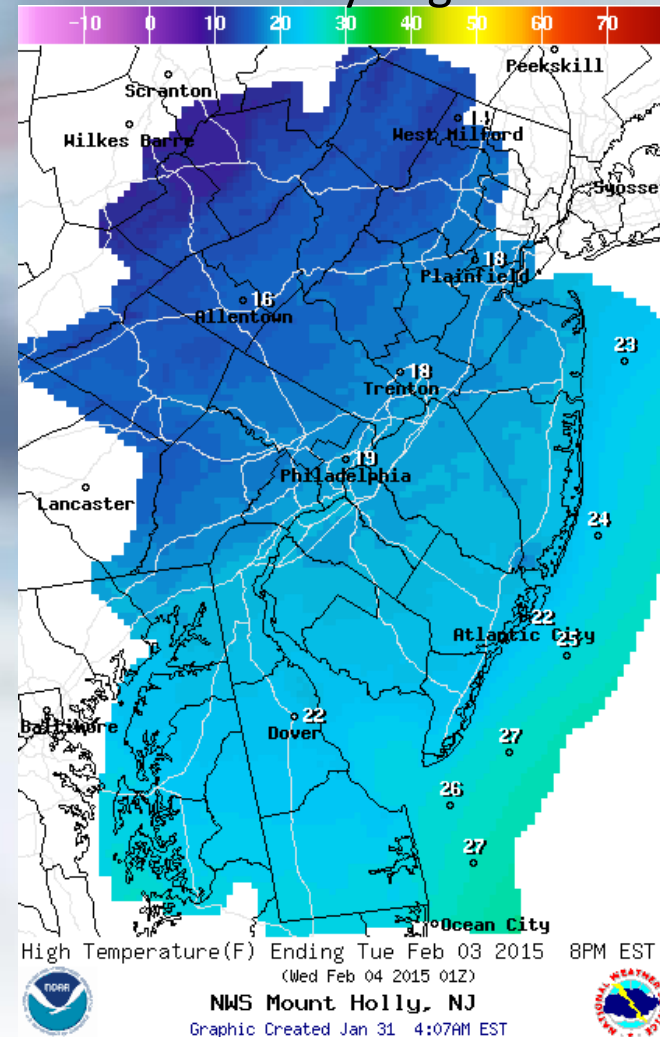 -10 0 10 20 30 40 50 60 70
Peekskill
Scranton
Wilkes Barre
West Milford
Syosse
18
Plainfield
16
Allentown
23
18
Trenton
19
Philadelphia
Lancaster
24
22
Atlantic City
25
Baltimore
22
Dover
27
26
27
Ocean City
High Temperature(F) Ending Tue Feb 03 2015 8PM EST
(Wed Feb 04 2015 01Z)
NOAA
NWS Mount Holly, NJ
Graphic Created Jan 31 4:07AM EST